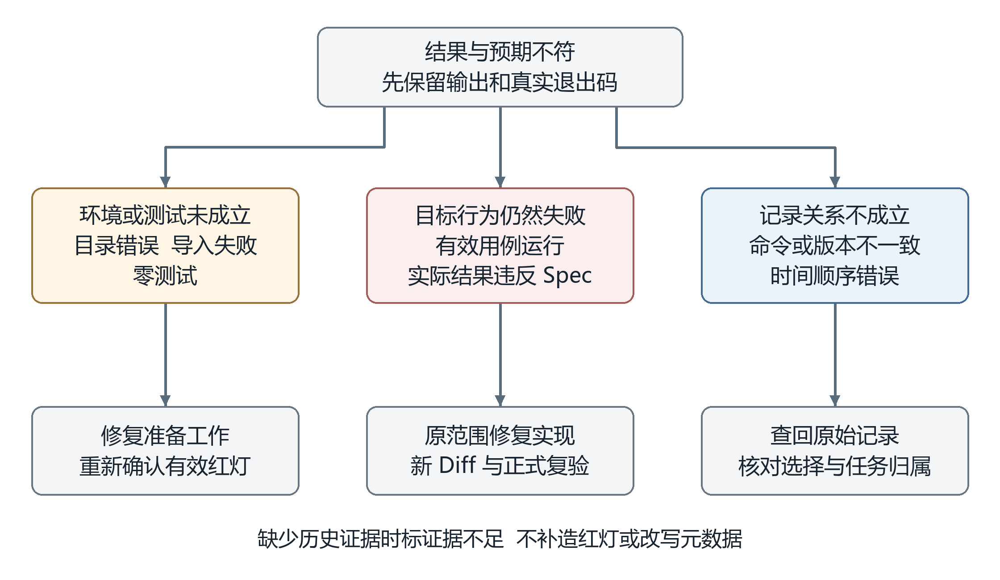 结果与预期不符
先保留输出和真实退出码
环境或测试未成立
目录错误 导入失败
零测试
目标行为仍然失败
有效用例运行
实际结果违反 Spec
记录关系不成立
命令或版本不一致
时间顺序错误
修复准备工作
重新确认有效红灯
原范围修复实现
新 Diff 与正式复验
查回原始记录
核对选择与任务归属
缺少历史证据时标证据不足 不补造红灯或改写元数据